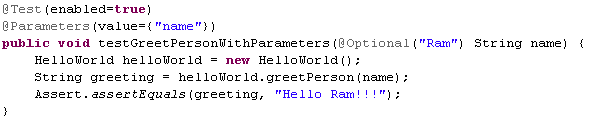 @Test(enabled=true)
@Parameters(value={"name"})
public void testGreetPersonWithParameters(@Optional("Ram") String name) {
    HelloWorld helloWorld = new HelloWorld();
    String greeting = helloWorld.greetPerson(name);
    Assert.assertEquals(greeting, "Hello Ram!!!");
}